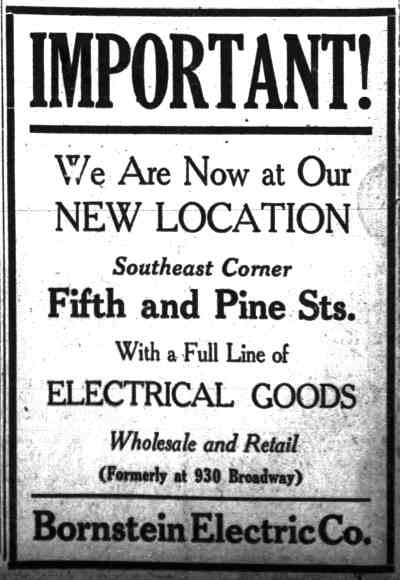 IMPORTANT!
We Are Now at Our
NEW LOCATION
Southeast Corner
Fifth and Pine Sts.
With a Full Line of
ELECTRICAL GOODS
Wholesale and Retail
(Formerly at 930 Broadway)
Bornstein Electric Co.